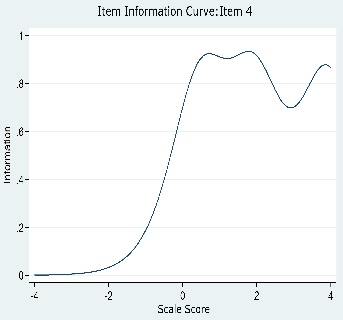 Item Information Curve:Item 4
1
.8
.6
.4
.2
0
Information
-4 -2 0 2 4
Scale Score